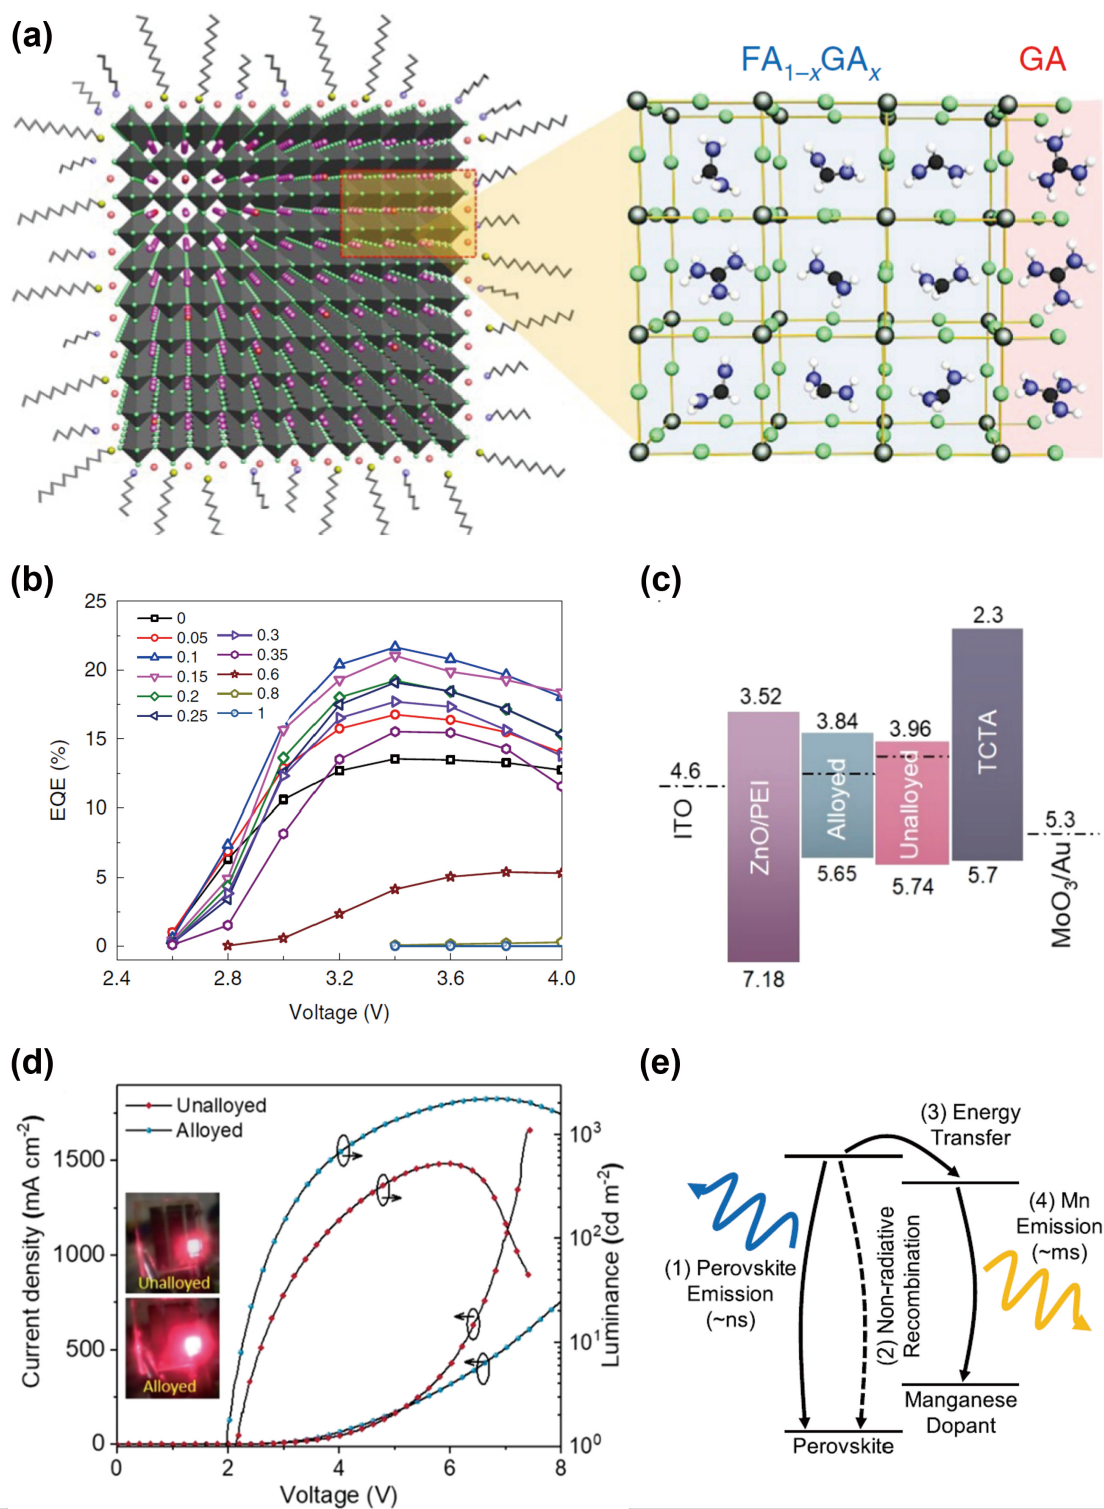 (a)
FA₁₋ₓGAₓ
GA
(b)
EQE (%)
25
20
15
10
5
0
0
0.05
0.1
0.15
0.2
0.25
0.3
0.35
0.6
0.8
1
2.4
2.8
3.2
3.6
4.0
Voltage (V)
(c)
2.3
3.52
3.84
3.96
4.6
ITO
ZnO/PEI
Alloyed
Unalloyed
TCTA
5.3
MoO₃/Au
5.65
5.74
5.7
7.18
(d)
Current density (mA cm⁻²)
1500
1000
500
0
Unalloyed
Alloyed
Unalloyed
Alloyed
10³
10²
10¹
10⁰
Luminance (cd m⁻²)
0
2
4
6
8
Voltage (V)
(e)
(3) Energy
Transfer
(1) Perovskite
Emission
(~ns)
(2) Non-radiative
Recombination
(4) Mn
Emission
(~ms)
Manganese
Dopant
Perovskite